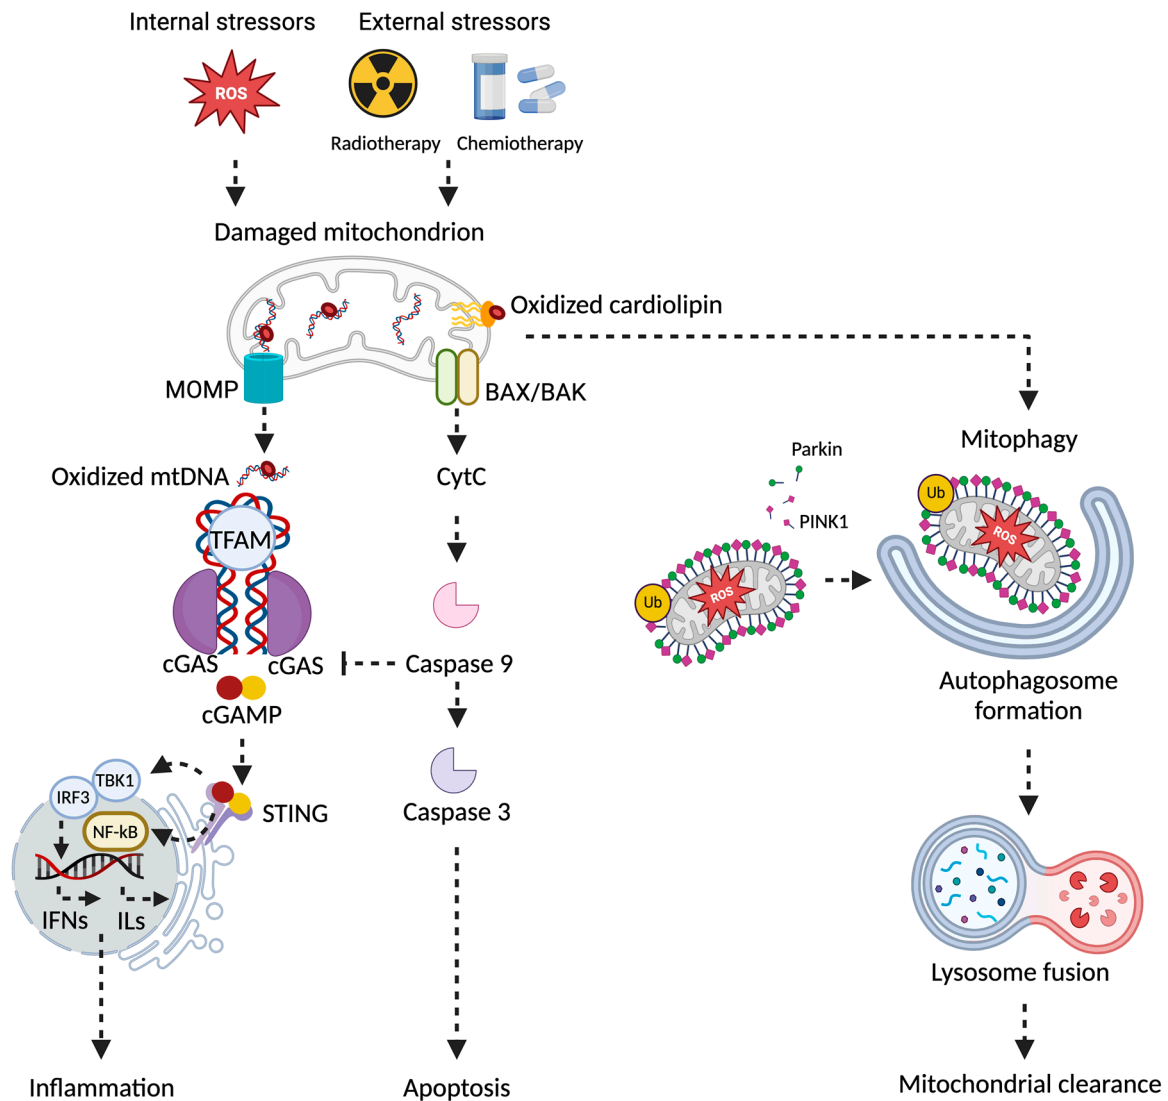 Internal stressors
External stressors
ROS
Radiotherapy
Chemiotherapy
Damaged mitochondrion
Oxidized cardiolipin
MOMP
BAX/BAK
Oxidized mtDNA
CytC
Mitophagy
Parkin
PINK1
Ub
ROS
Ub
ROS
TFAM
cGAS
cGAS
Caspase 9
cGAMP
Autophagosome
formation
TBK1
IRF3
NF-kB
STING
Caspase 3
IFNs
ILs
Lysosome fusion
Inflammation
Apoptosis
Mitochondrial clearance